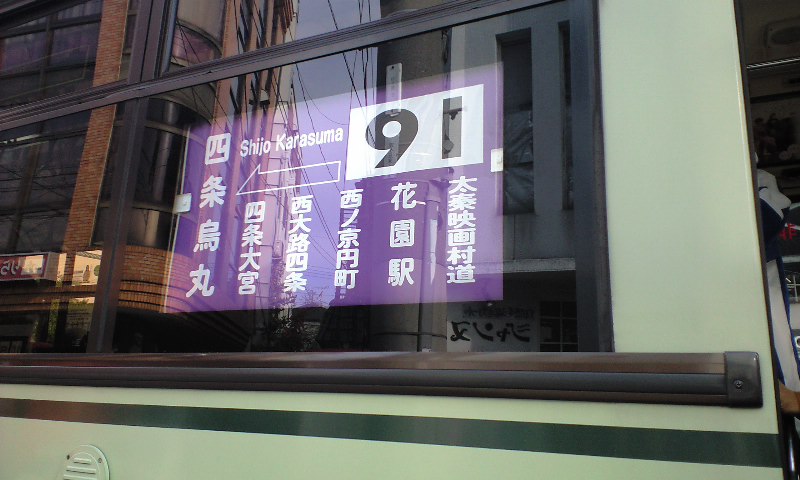 91
Shijo Karasuma
太秦映画村道
花園駅
西ノ京円町
西大路四条
四条大宮
四条烏丸